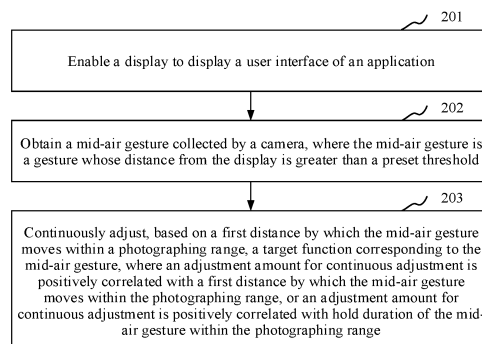 201
Enable a display to display a user interface of an application
202
Obtain a mid-air gesture collected by a camera, where the mid-air gesture is
a gesture whose distance from the display is greater than a preset threshold
203
Continuously adjust, based on a first distance by which the mid-air gesture
moves within a photographing range, a target function corresponding to the
mid-air gesture, where an adjustment amount for continuous adjustment is
positively correlated with a first distance by which the mid-air gesture
moves within the photographing range, or an adjustment amount for
continuous adjustment is positively correlated with hold duration of the mid-
air gesture within the photographing range